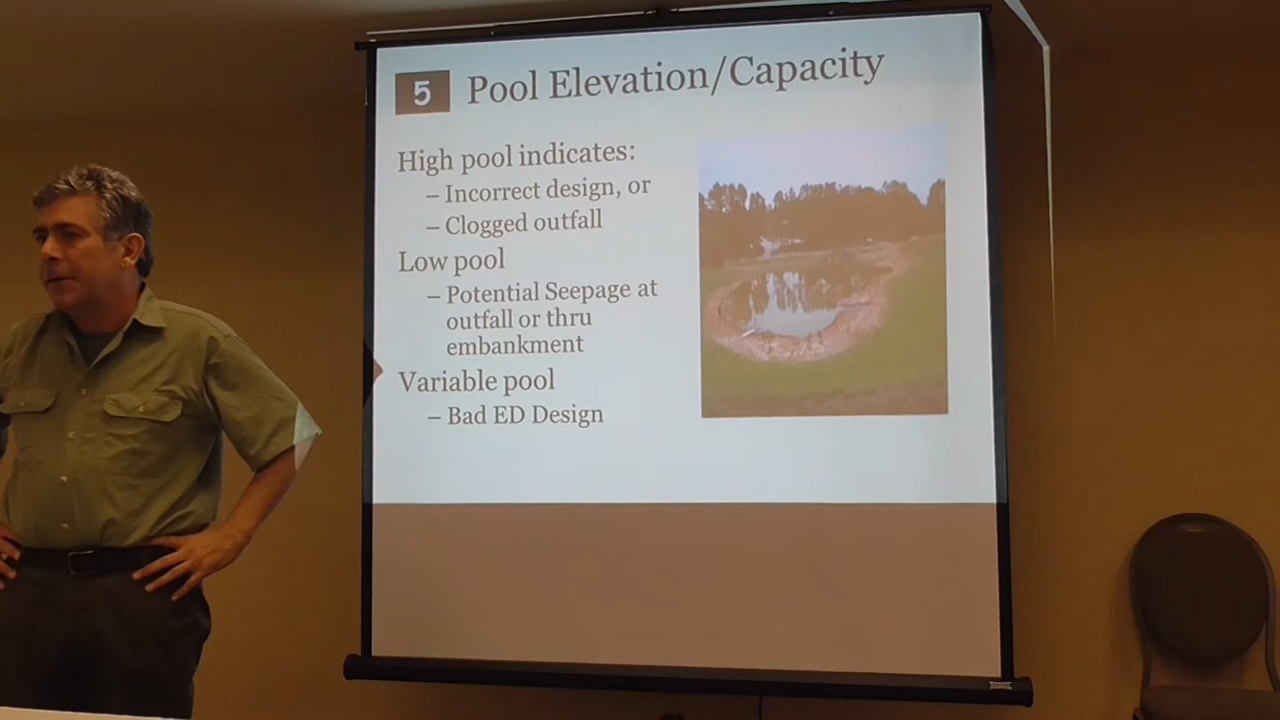 5 Pool Elevation/Capacity
High pool indicates:
– Incorrect design, or
– Clogged outfall
Low pool
– Potential Seepage at
outfall or thru
embankment
Variable pool
– Bad ED Design